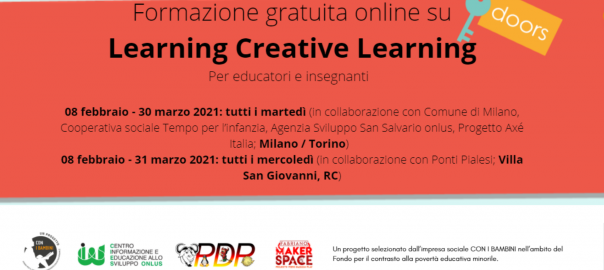 Formazione gratuita online su
doors
Learning Creative Learning
Per educatori e insegnanti
08 febbraio - 30 marzo 2021: tutti i martedì (in collaborazione con Comune di Milano,
Cooperativa sociale Tempo per l'infanzia, Agenzia Sviluppo San Salvario onlus, Progetto Axé
Italia; Milano / Torino)
08 febbraio - 31 marzo 2021: tutti i mercoledì (in collaborazione con Ponti Pialesi; Villa
San Giovanni, RC)
CON I BAMBINI
CENTRO
INFORMAZIONE E
EDUCAZIONE ALLO
SVILUPPO ONLUS
RDR
FABRIANO
MAKER
SPACE
Un progetto selezionato dall'impresa sociale CON I BAMBINI nell'ambito del
Fondo per il contrasto alla povertà educativa minorile.